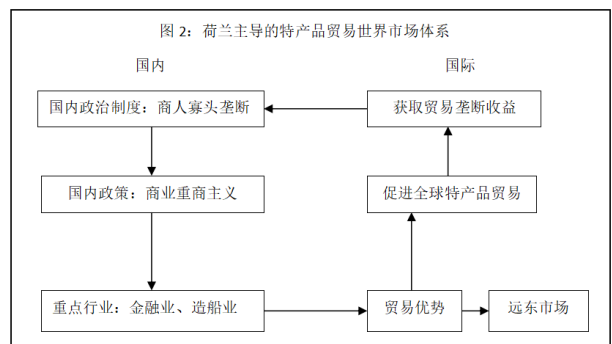 图 2：荷兰主导的特产品贸易世界市场体系
国内
国际
国内政治制度：商人寡头垄断
获取贸易垄断收益
国内政策：商业重商主义
促进全球特产品贸易
重点行业：金融业、造船业
贸易优势
远东市场